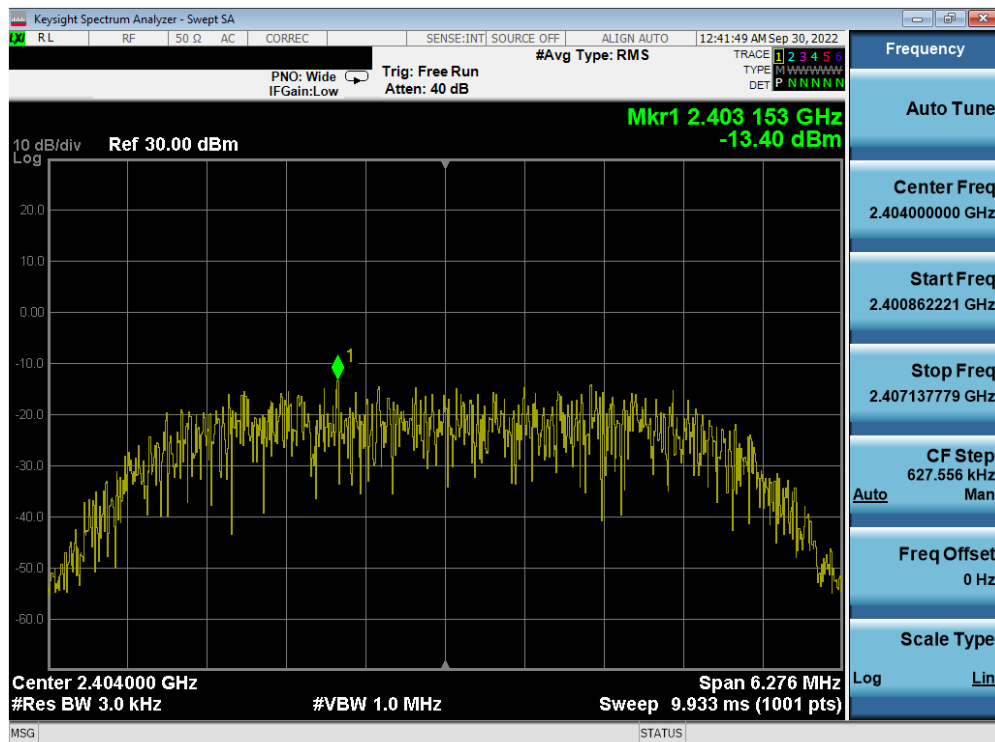 Keysight Spectrum Analyzer - Swept SA
LXI RL RF 50 Ω AC CORREC SENSE:INT SOURCE OFF ALIGN AUTO 12:41:49 AM Sep 30, 2022
#Avg Type: RMS
TRACE 1 2 3 4 5 6
PNO: Wide Trig: Free Run
TYPE M W W W W W
IFGain:Low Atten: 40 dB
DET P N N N N N
Frequency
Mkr1 2.403 153 GHz
-13.40 dBm
10 dB/div Ref 30.00 dBm
Log
20.0
10.0
0.00
-10.0
-20.0
-30.0
-40.0
-50.0
-60.0
1
Center 2.404000 GHz Span 6.276 MHz
#Res BW 3.0 kHz #VBW 1.0 MHz Sweep 9.933 ms (1001 pts)
MSG STATUS
Auto Tune
Center Freq
2.404000000 GHz
Start Freq
2.400862221 GHz
Stop Freq
2.407137779 GHz
CF Step
627.556 kHz
Auto Man
Freq Offset
0 Hz
Scale Type
Log Lin